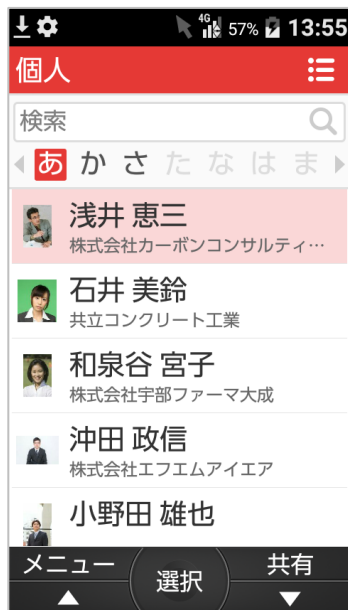 4G 57% 13:55
個人
検索
あ か さ た な は ま
浅井 恵三
株式会社カーボンコンサルティ…
石井 美鈴
共立コンクリート工業
和泉谷 宮子
株式会社宇部ファーマ大成
沖田 政信
株式会社エフエムアイエア
小野田 雄也
メニュー 選択 共有